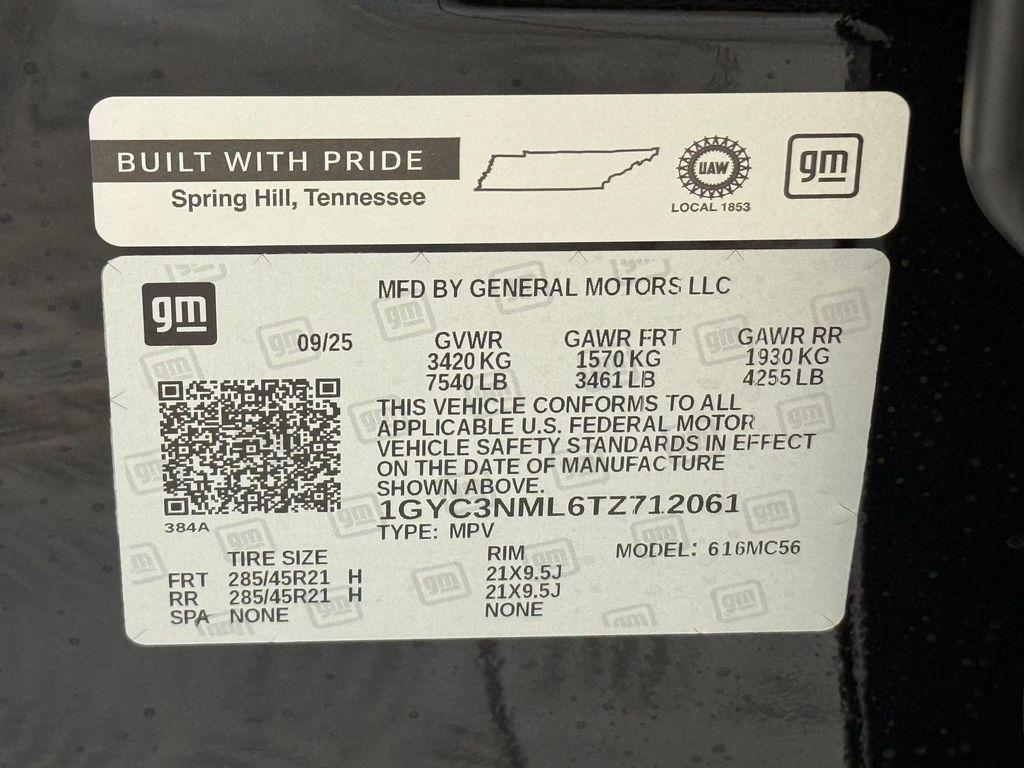 BUILT WITH PRIDE
Spring Hill, Tennessee
UAW
LOCAL 1853
gm
gm
MFD BY GENERAL MOTORS LLC
09/25
GVWR GAWR FRT GAWR RR
3420 KG 1570 KG 1930 KG
7540 LB 3461 LB 4255 LB
THIS VEHICLE CONFORMS TO ALL
APPLICABLE U.S. FEDERAL MOTOR
VEHICLE SAFETY STANDARDS IN EFFECT
ON THE DATE OF MANUFACTURE
SHOWN ABOVE.
1GYC3NML6TZ712061
TYPE: MPV
384A
TIRE SIZE RIM MODEL: 616MC56
FRT 285/45R21 H 21X9.5J
RR 285/45R21 H 21X9.5J
SPA NONE NONE